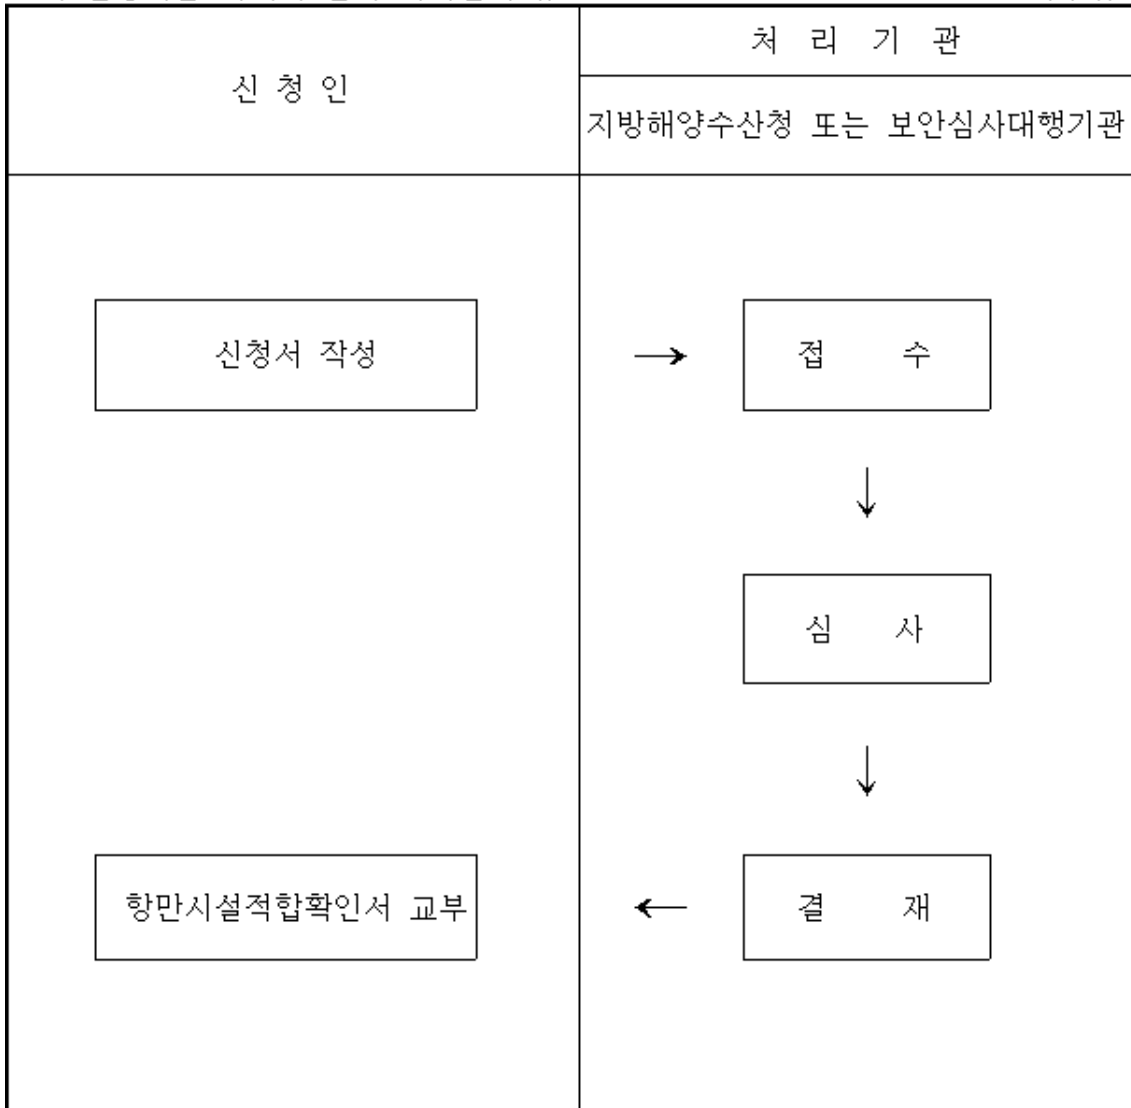 신 청 인
처 리 기 관
지방해양수산청 또는 보안심사대행기관
신청서 작성
→
접 수
↓
심 사
↓
항만시설적합확인서 교부
←
결 재